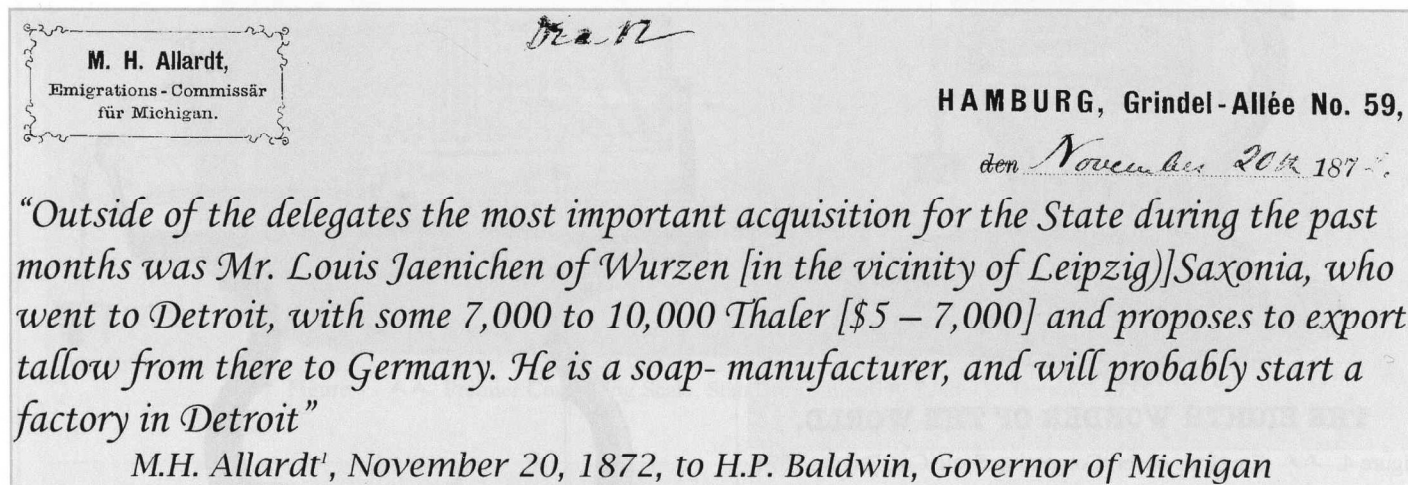 M. H. Allardt,
Emigrations-Commissär
für Michigan.
HAMBURG, Grindel-Allée No. 59,
den November 20th 187
"Outside of the delegates the most important acquisition for the State during the past
months was Mr. Louis Jaenichen of Wurzen [in the vicinity of Leipzig)]Saxonia, who
went to Detroit, with some 7,000 to 10,000 Thaler [$5 – 7,000] and proposes to export
tallow from there to Germany. He is a soap- manufacturer, and will probably start a
factory in Detroit"
M.H. Allardt¹, November 20, 1872, to H.P. Baldwin, Governor of Michigan